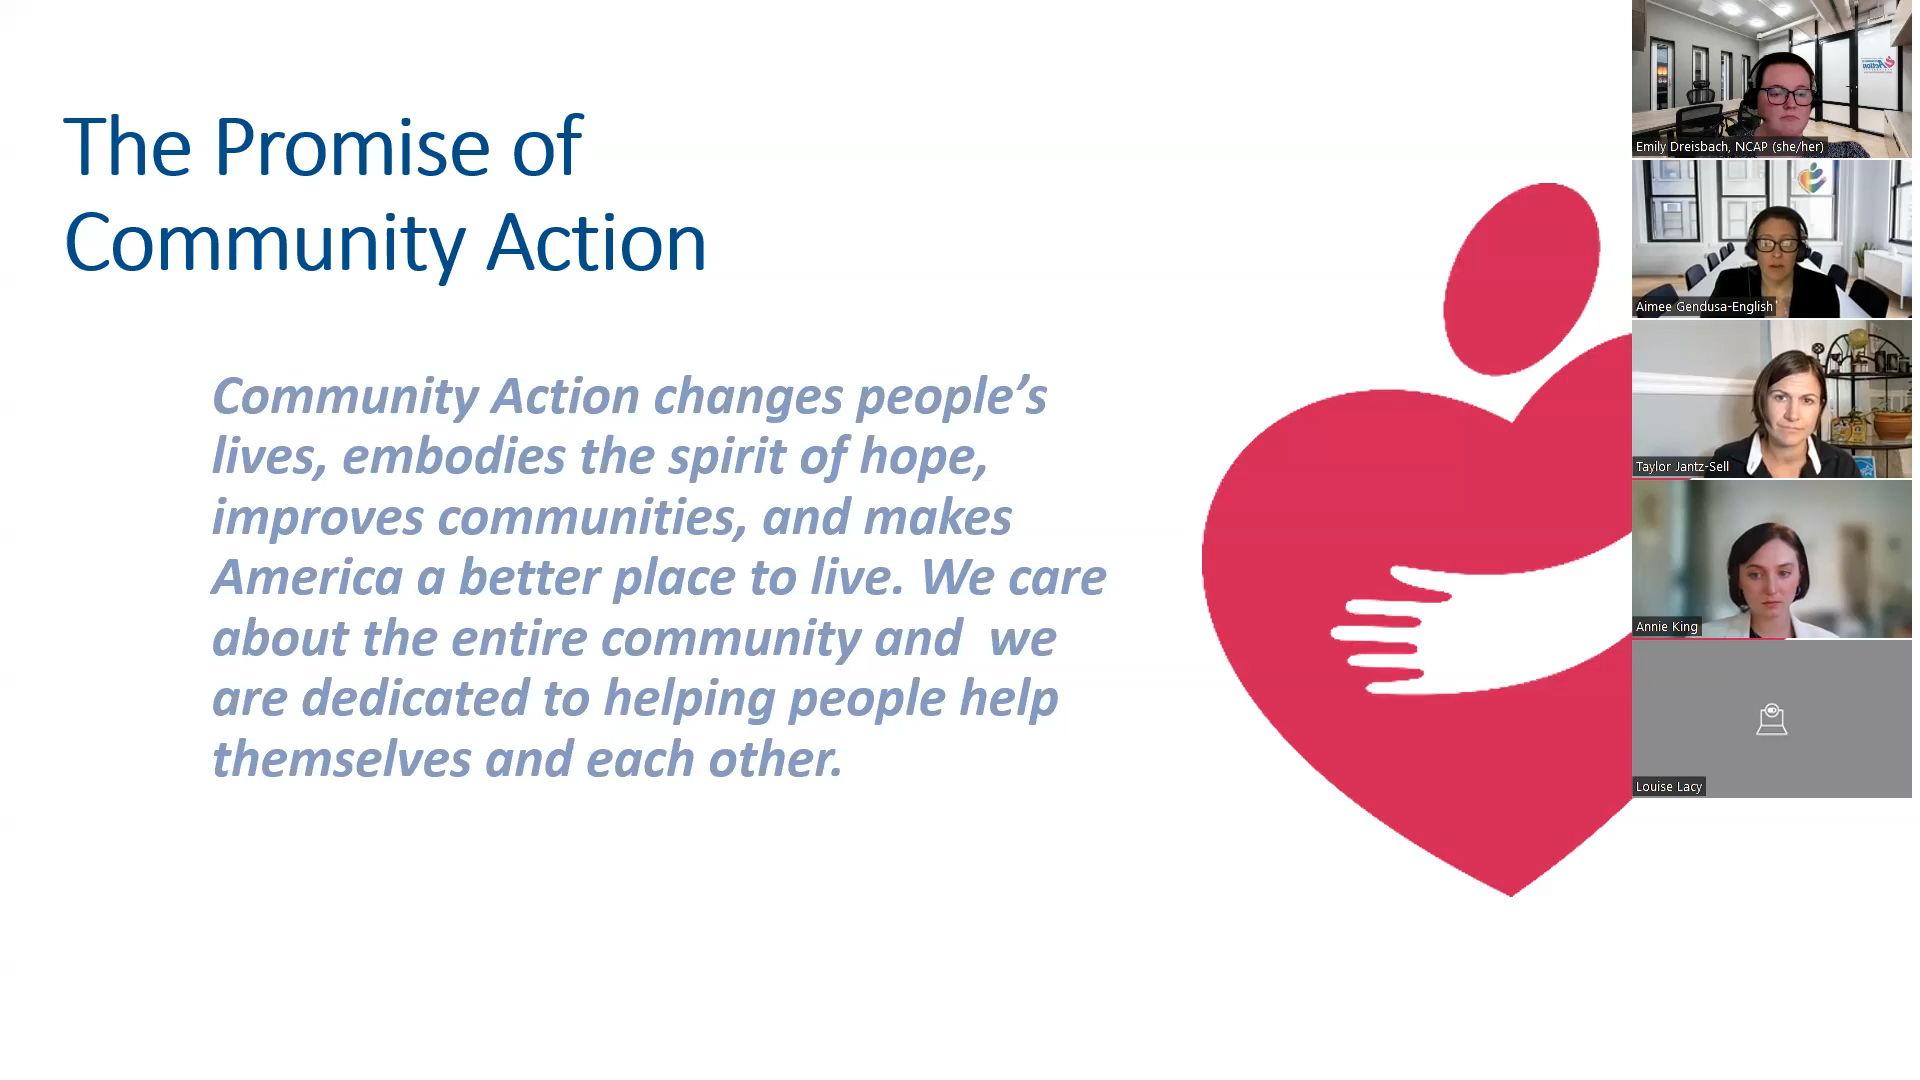 The Promise of
Community Action
Community Action changes people’s
lives, embodies the spirit of hope,
improves communities, and makes
America a better place to live. We care
about the entire community and  we
are dedicated to helping people help
themselves and each other.
Emily Dreisbach, NCAP (she/her)
Aimee Gendusa-English
Taylor Jantz-Sell
Annie King
Louise Lacy